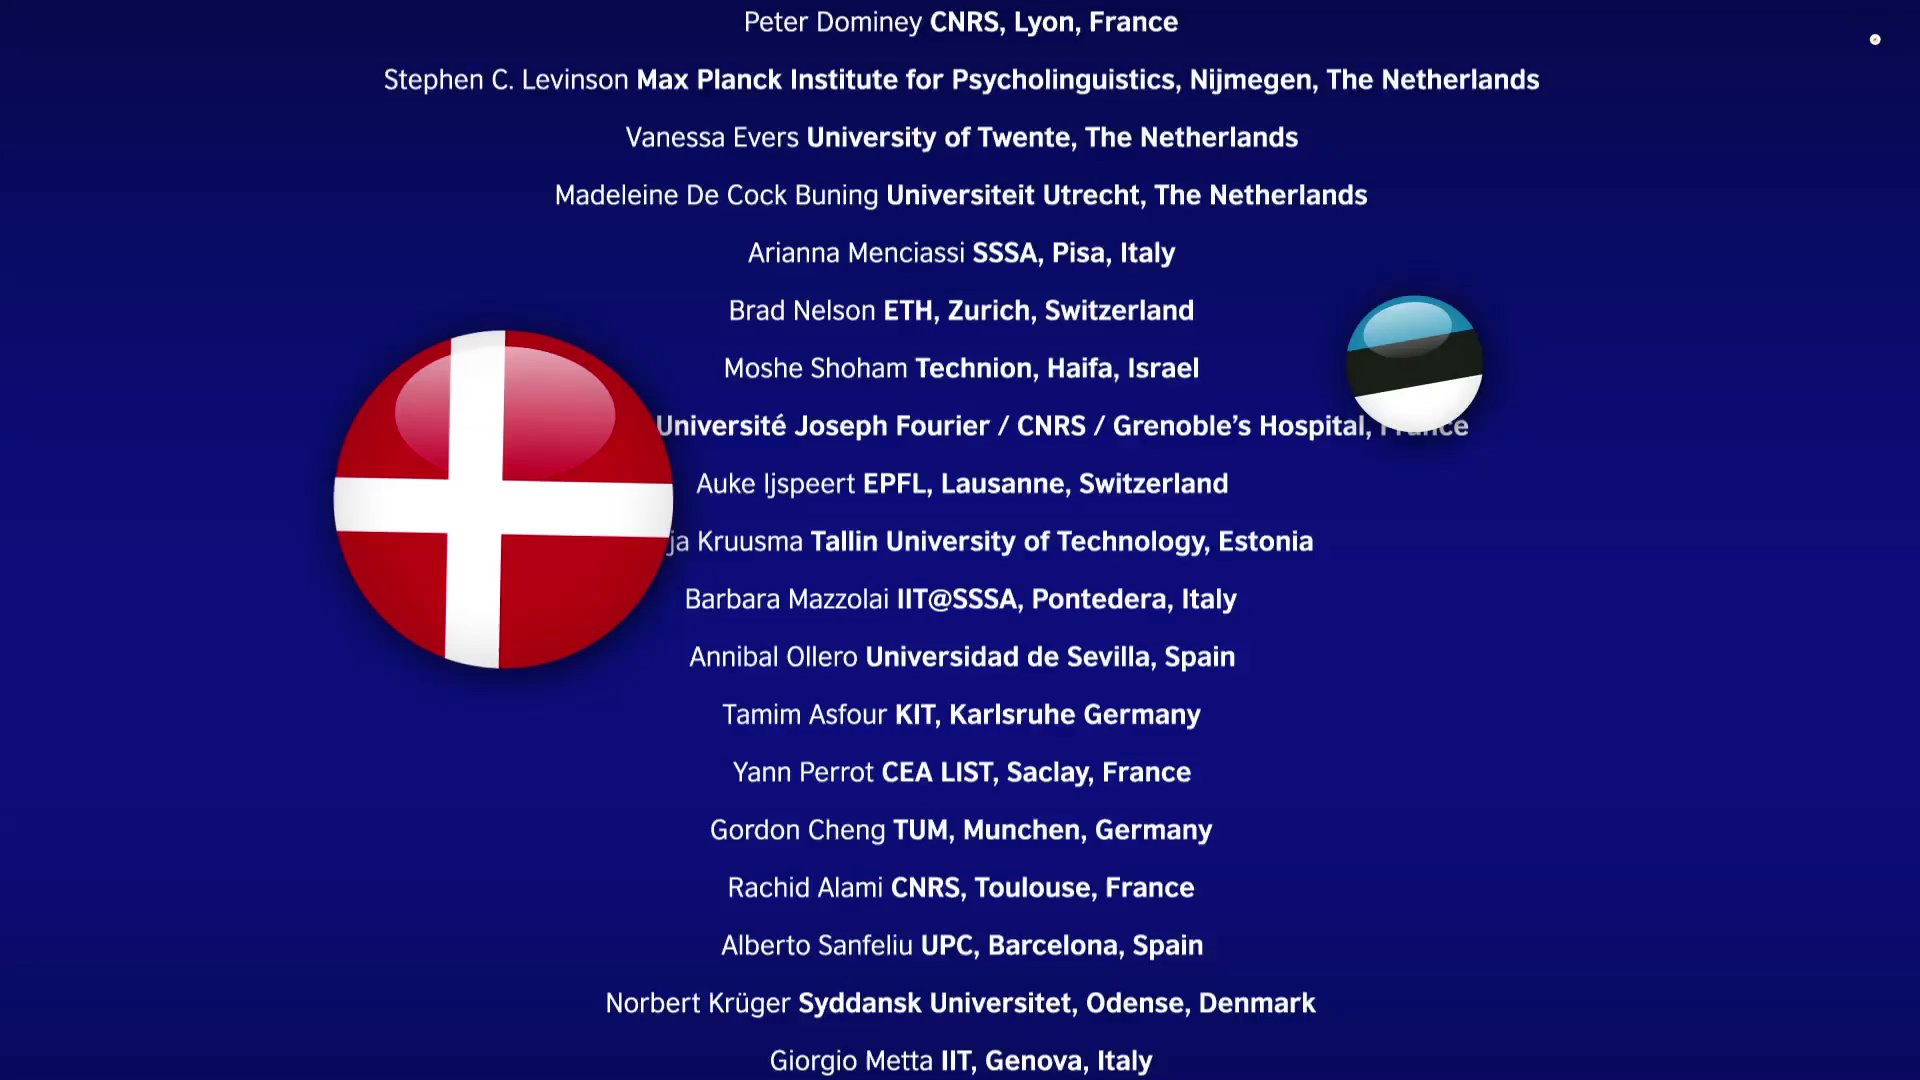 Peter Dominey CNRS, Lyon, France
Stephen C. Levinson Max Planck Institute for Psycholinguistics, Nijmegen, The Netherlands
Vanessa Evers University of Twente, The Netherlands
Madeleine De Cock Buning Universiteit Utrecht, The Netherlands
Arianna Menciassi SSSA, Pisa, Italy
Brad Nelson ETH, Zurich, Switzerland
Moshe Shoham Technion, Haifa, Israel
Université Joseph Fourier / CNRS / Grenoble’s Hospital,
Auke Ijspeert EPFL, Lausanne, Switzerland
Kruusma Tallin University of Technology, Estonia
Barbara Mazzolai IIT@SSSA, Pontedera, Italy
Annibal Ollero Universidad de Sevilla, Spain
Tamim Asfour KIT, Karlsruhe Germany
Yann Perrot CEA LIST, Saclay, France
Gordon Cheng TUM, Munchen, Germany
Rachid Alami CNRS, Toulouse, France
Alberto Sanfeliu UPC, Barcelona, Spain
Norbert Krüger Syddansk Universitet, Odense, Denmark
Giorgio Metta IIT, Genova, Italy